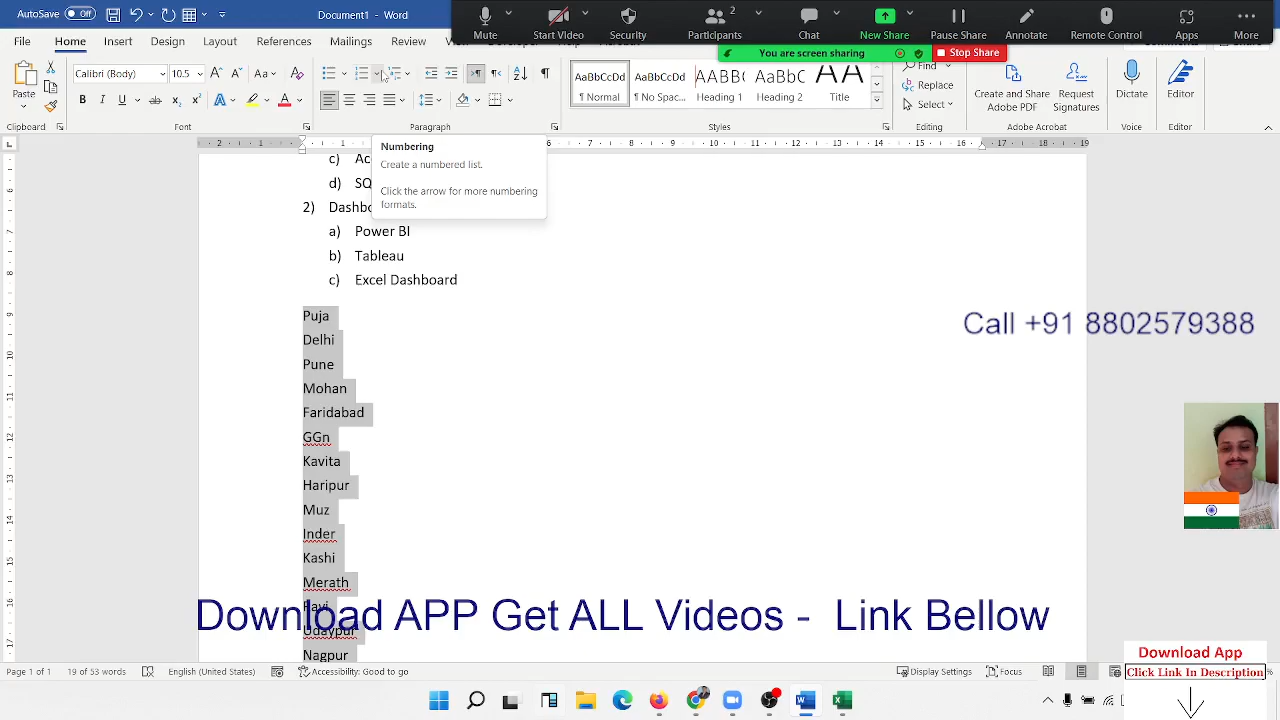 Document1 - Word
AutoSave Off
Mute
Start Video
Security
2
Participants
Chat
New Share
Pause Share
Annotate
Remote Control
Apps
More
You are screen sharing
Stop Share
File
Home
Insert
Design
Layout
References
Mailings
Review
Help
Paste
Calibri (Body)
10.5
Find
Replace
Select
AaBbCcDd
¶ Normal
AaBbCcDd
¶ No Spac...
Heading 1
AaBbC
Heading 2
AA
Title
Create and Share
Adobe PDF
Request
Signatures
Dictate
Editor
Clipboard
Font
Paragraph
Styles
Editing
Adobe Acrobat
Voice
Editor
Numbering
Create a numbered list.
Click the arrow for more numbering
formats.
c) Ac
d) SQ
2) Dashbo
a) Power BI
b) Tableau
c) Excel Dashboard
Puja
Delhi
Pune
Mohan
Faridabad
GGn
Kavita
Haripur
Muz
Inder
Kashi
Merath
Ravi
Udaypur
Nagpur
Call +91 8802579388
Download APP Get ALL Videos - Link Bellow
Download App
Click Link In Description
Page 1 of 1
19 of 53 words
English (United States)
Accessibility: Good to go
Display Settings
Focus